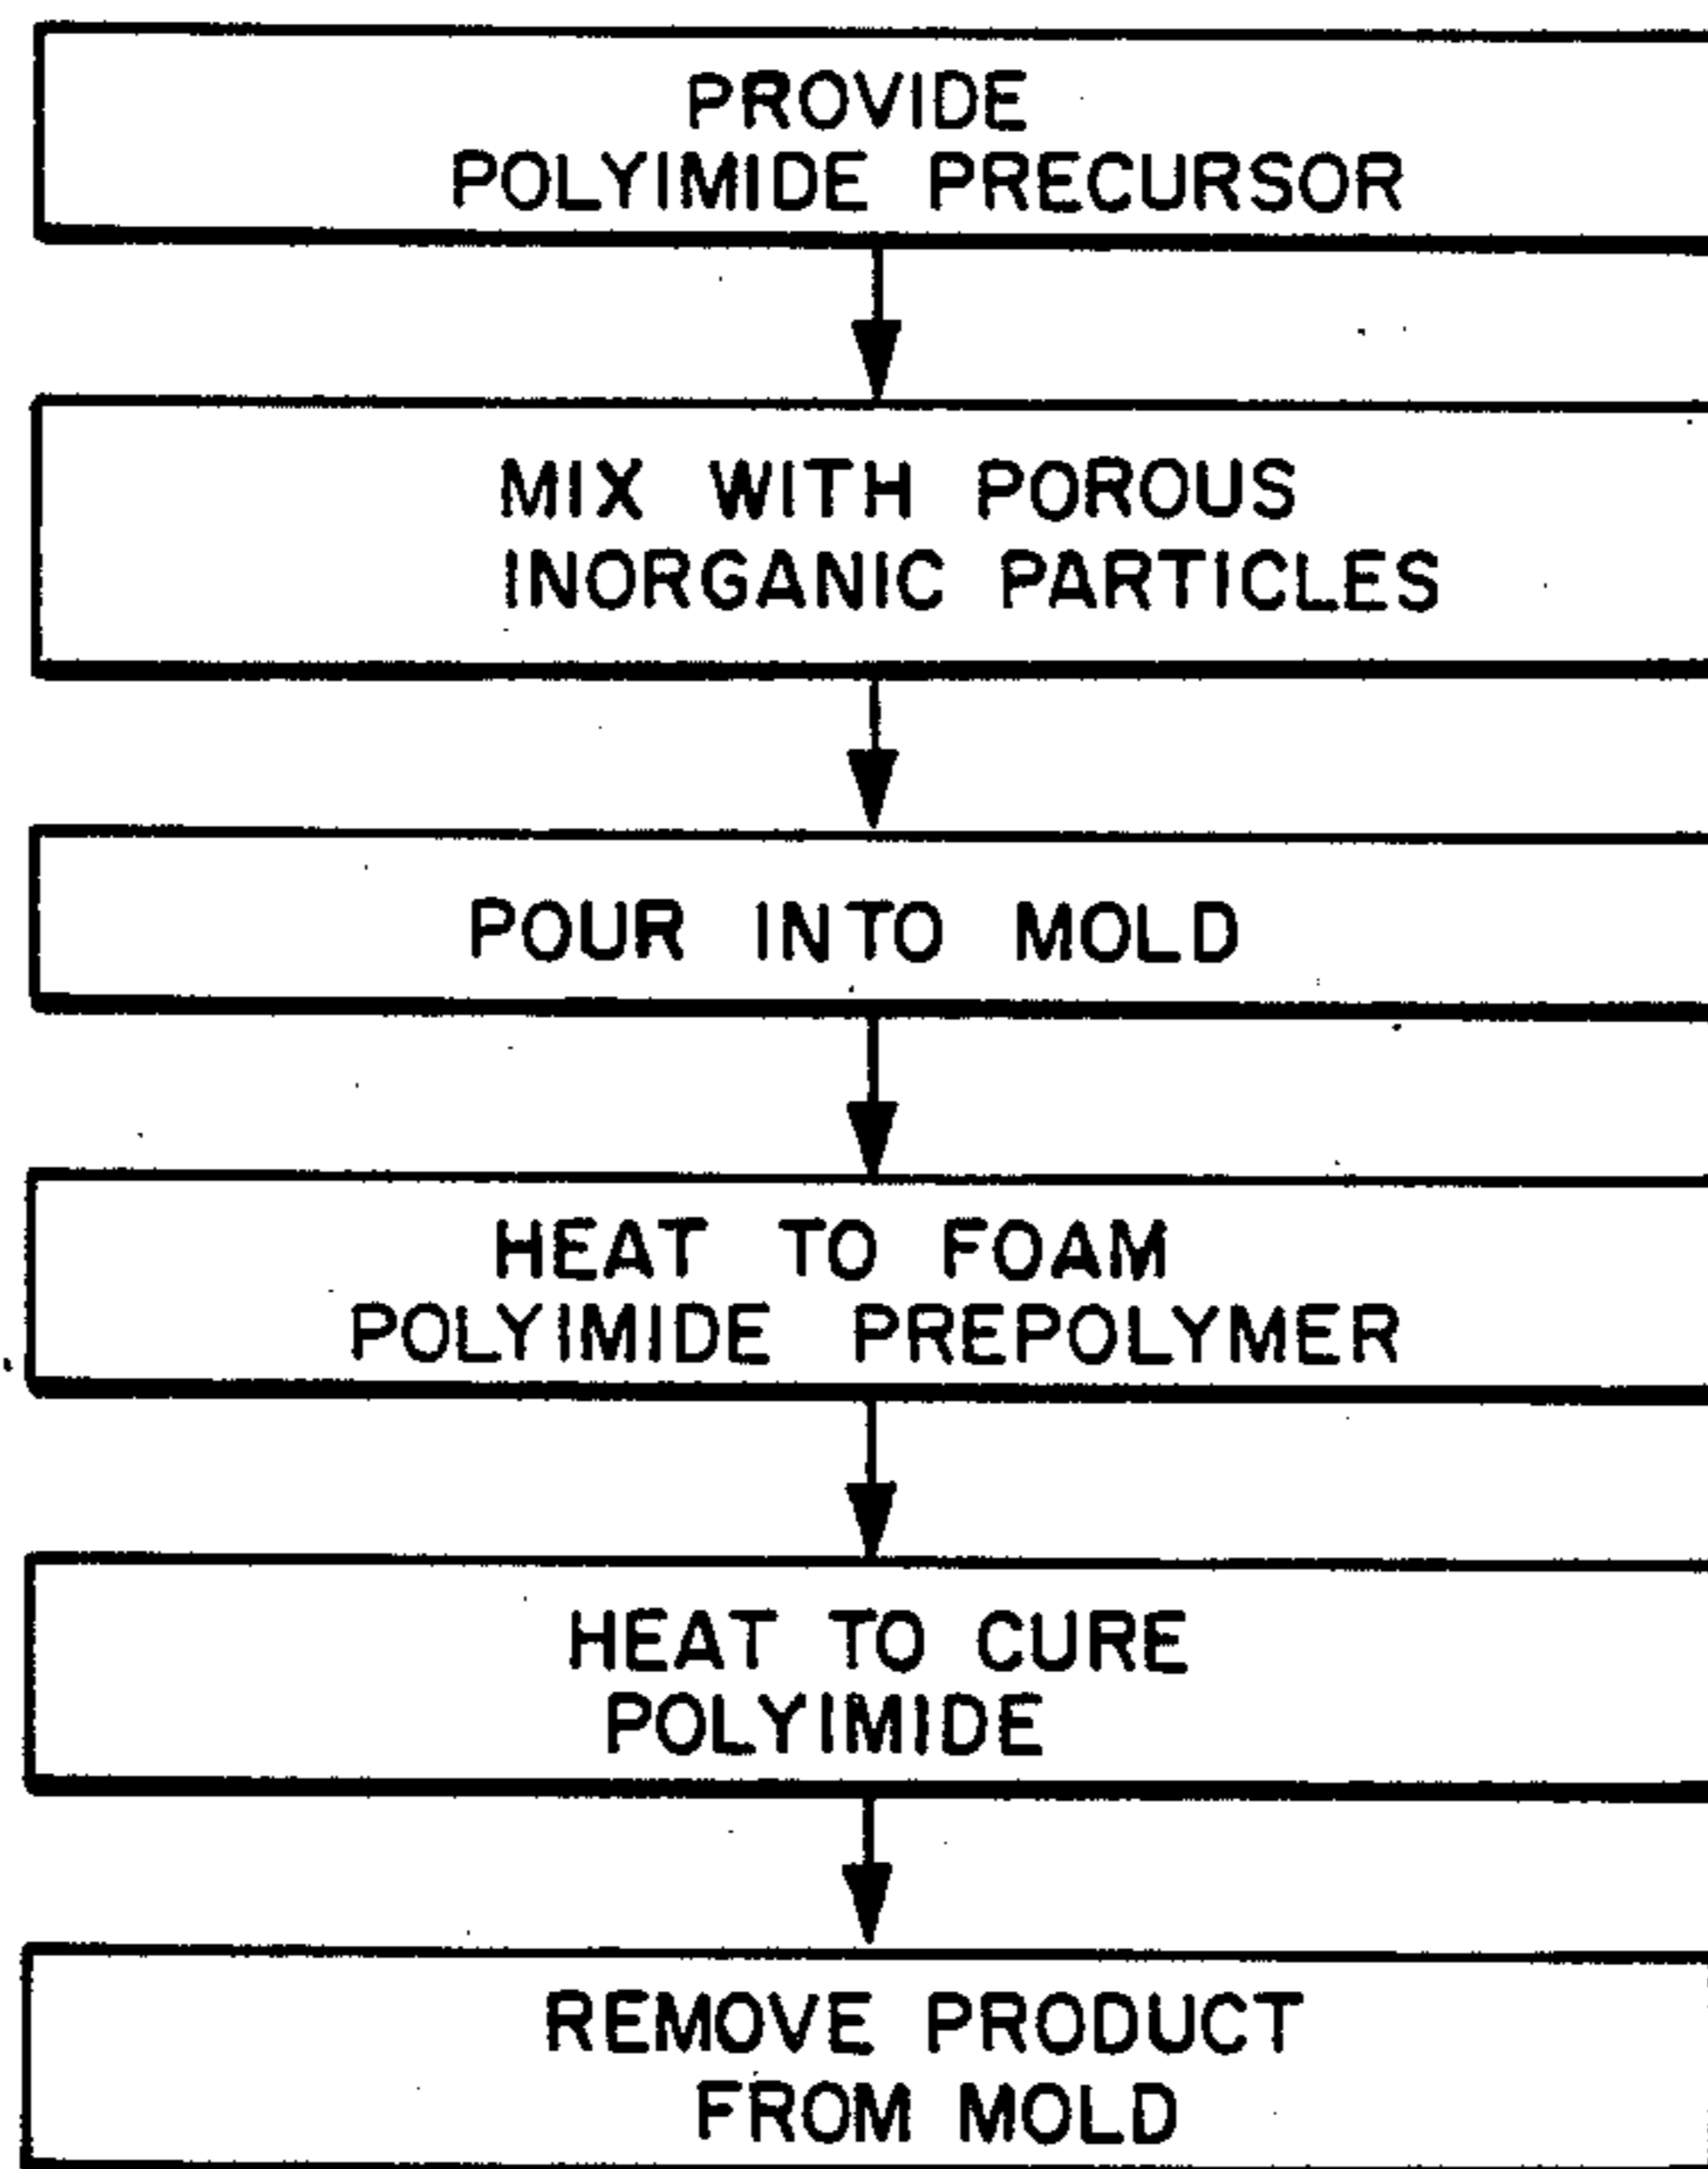 PROVIDE
POLYIMIDE PRECURSOR
MIX WITH POROUS
INORGANIC PARTICLES
POUR INTO MOLD
HEAT TO FOAM
POLYIMIDE PREPOLYMER
HEAT TO CURE
POLYIMIDE
REMOVE PRODUCT
FROM MOLD